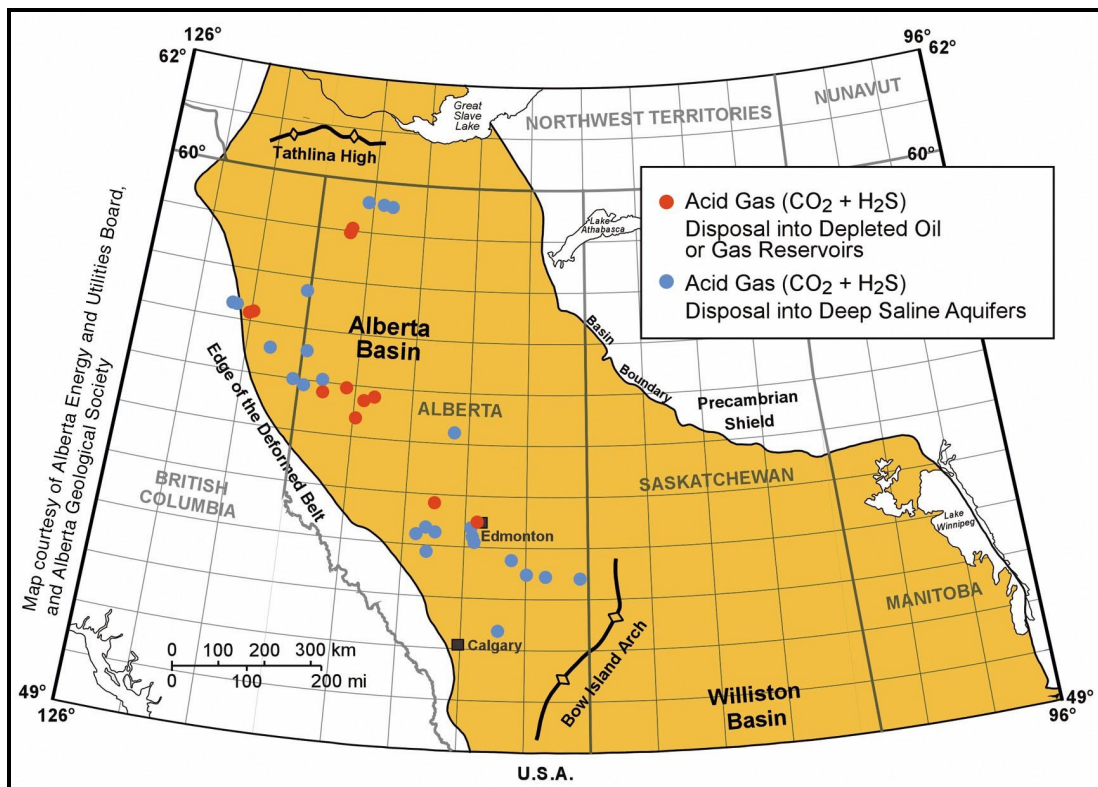 126°
62°
96°
62°
Great
Slave
Lake
NORTHWEST TERRITORIES
NUNAVUT
Tathlina High
60°
60°
Acid Gas (CO₂ + H₂S)
Disposal into Depleted Oil
or Gas Reservoirs
Acid Gas (CO₂ + H₂S)
Disposal into Deep Saline Aquifers
Lake
Athabasca
Alberta
Basin
Basin
Boundary
Precambrian
Shield
Edge of the Deformed Belt
ALBERTA
SASKATCHEWAN
BRITISH
COLUMBIA
Edmonton
Lake
Winnipeg
MANITOBA
Calgary
Bow Island Arch
Williston
Basin
0 100 200 300 km
0 100 200 mi
49°
126°
49°
96°
U.S.A.
Map courtesy of Alberta Energy and Utilities Board,
and Alberta Geological Society